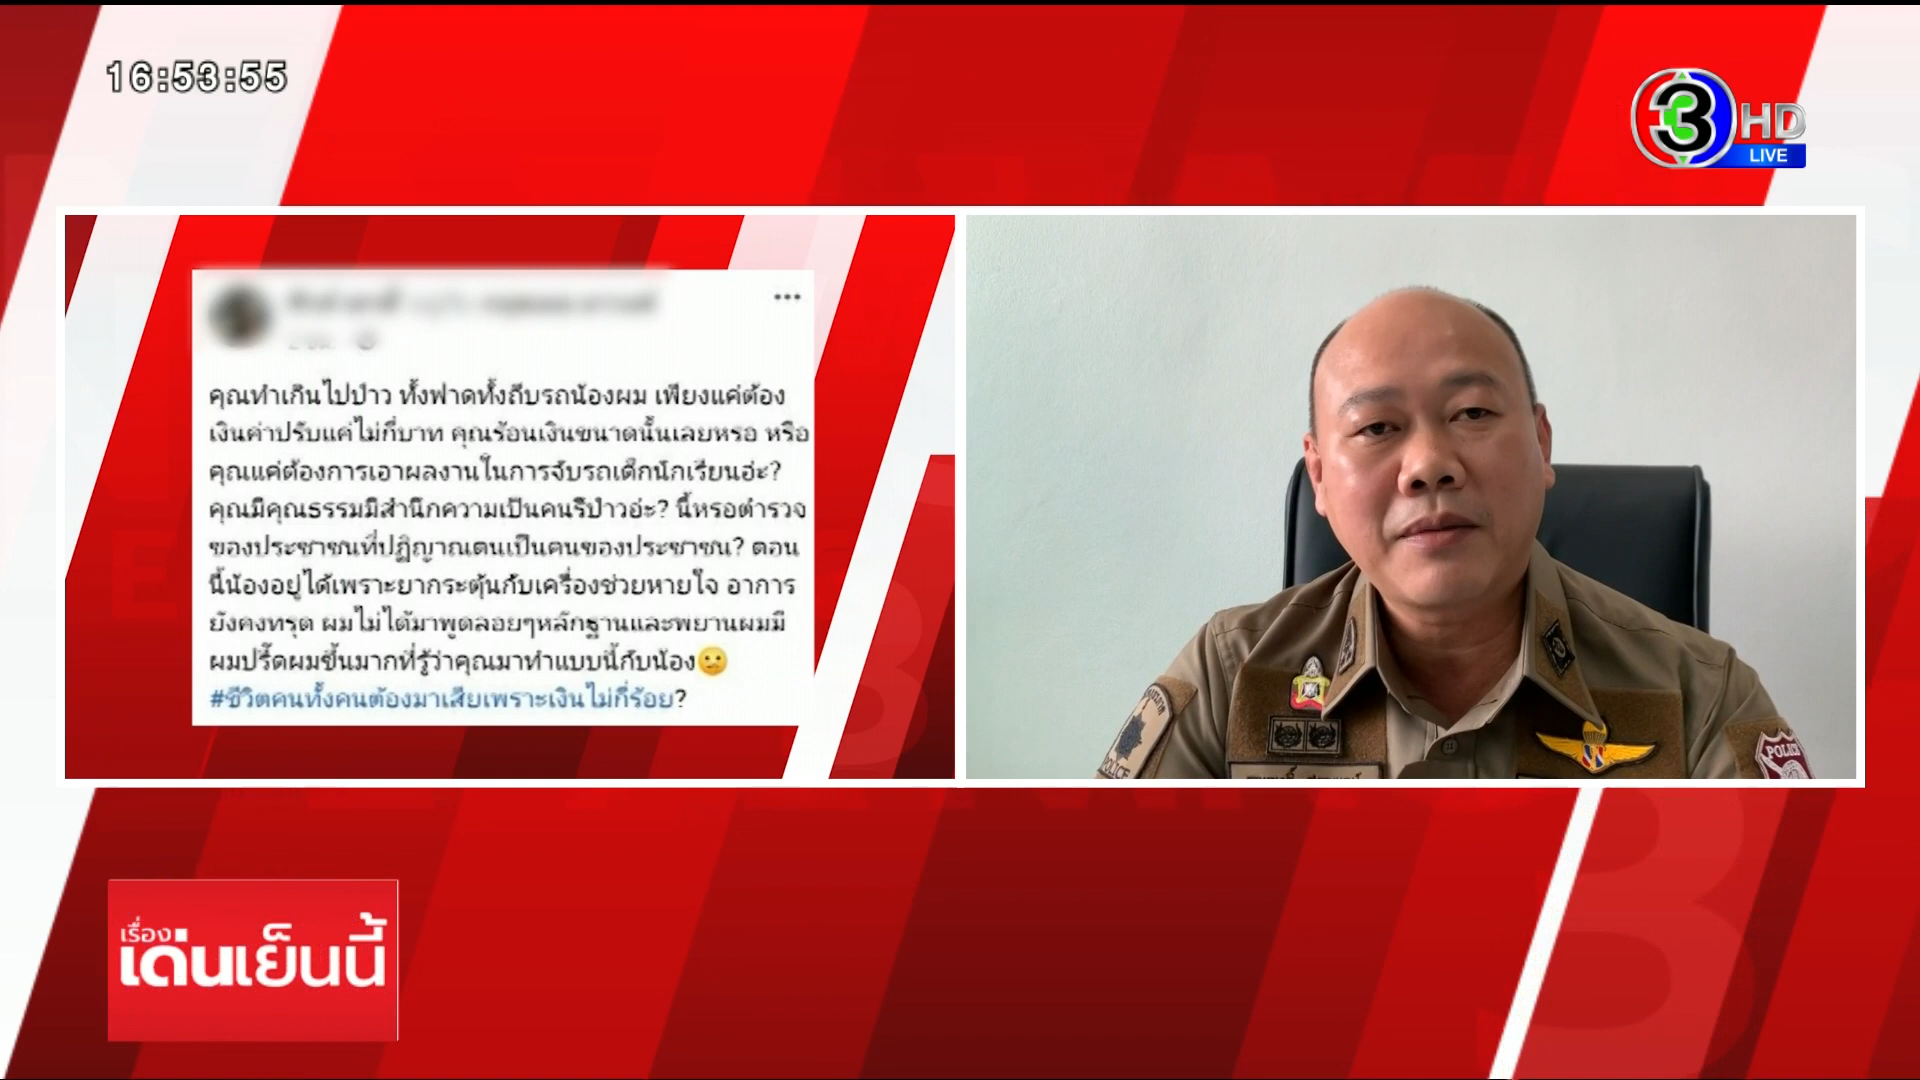 16:53:55
3 HD
LIVE
คุณทำเกินไปป่าว ทั้งฟาดทั้งถีบรถน้องผม เพียงแค่ต้อง
เงินค่าปรับแค่ไม่กี่บาท คุณร้อนเงินขนาดนั้นเลยหรอ หรือ
คุณแค่ต้องการเอาผลงานในการจับรถเด็กนักเรียนอ่ะ?
คุณมีคุณธรรมมีสำนึกความเป็นคนรึป่าวอ่ะ? นี้หรอตำรวจ
ของประชาชนที่ปฏิญาณตนเป็นคนของประชาชน? ตอน
นี้น้องอยู่ได้เพราะยากระตุ้นกับเครื่องช่วยหายใจ อาการ
ยังคงทรุด ผมไม่ได้มาพูดลอยๆหลักฐานและพยานผมมี
ผมปรี๊ดผมขึ้นมากที่รู้ว่าคุณมาทำแบบนี้กับน้อง
#ชีวิตคนทั้งคนต้องมาเสียเพราะเงินไม่กี่ร้อย?
POLICE
POLICE
เรื่อง
เด่นเย็นนี้